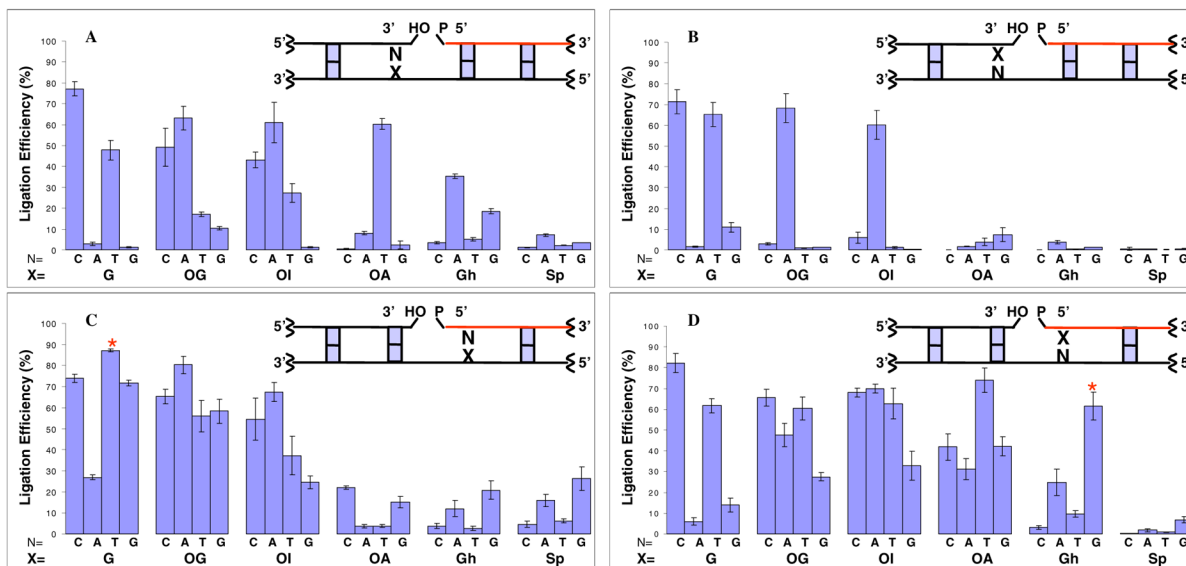 A
3’ HO P 5’
5’ 3’
N
X
3’ 5’
Ligation Efficiency (%)
100
90
80
70
60
50
40
30
20
10
0
N= C A T G C A T G C A T G C A T G C A T G C A T G
X= G OG OI OA Gh Sp
B
3’ HO P 5’
5’ 3’
X
N
3’ 5’
Ligation Efficiency (%)
100
90
80
70
60
50
40
30
20
10
0
N= C A T G C A T G C A T G C A T G C A T G C A T G
X= G OG OI OA Gh Sp
C
3’ HO P 5’
5’ 3’
N
X
3’ 5’
Ligation Efficiency (%)
100
90
80
70
60
50
40
30
20
10
0
*
N= C A T G C A T G C A T G C A T G C A T G C A T G
X= G OG OI OA Gh Sp
D
3’ HO P 5’
5’ 3’
X
N
3’ 5’
Ligation Efficiency (%)
100
90
80
70
60
50
40
30
20
10
0
*
N= C A T G C A T G C A T G C A T G C A T G C A T G
X= G OG OI OA Gh Sp